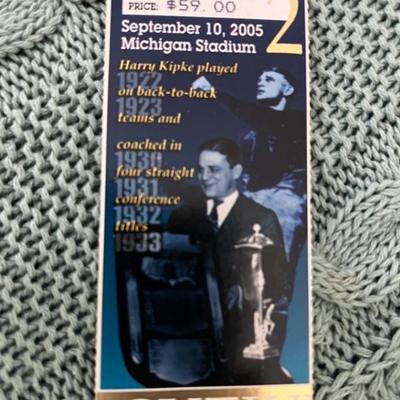 PRICE: $59.00
September 10, 2005 2
Michigan Stadium
Harry Kipke played
1922
on back-to-back
1923
teams and
coached in
1930
four straight
1931
conference
1932
titles
1933